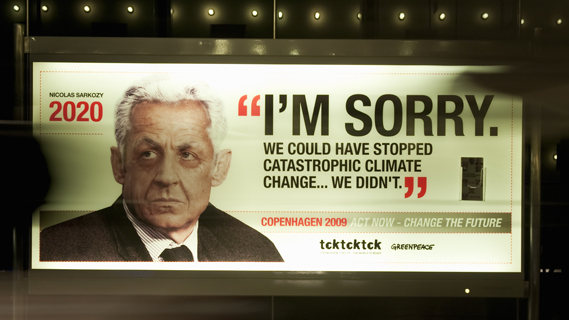 NICOLAS SARKOZY
2020
“I'M SORRY.
WE COULD HAVE STOPPED
CATASTROPHIC CLIMATE
CHANGE... WE DIDN'T.”
COPENHAGEN 2009 ACT NOW - CHANGE THE FUTURE
tcktcktck GREENPEACE